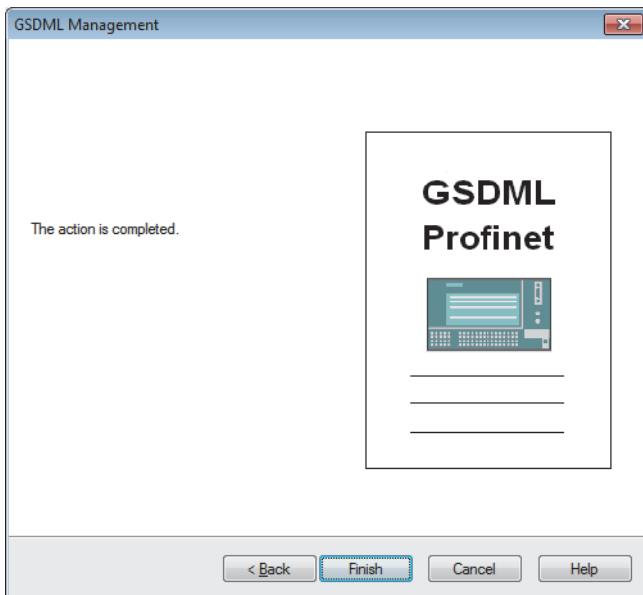 GSDML Management
The action is completed.
GSDML
Profinet
< Back
Finish
Cancel
Help